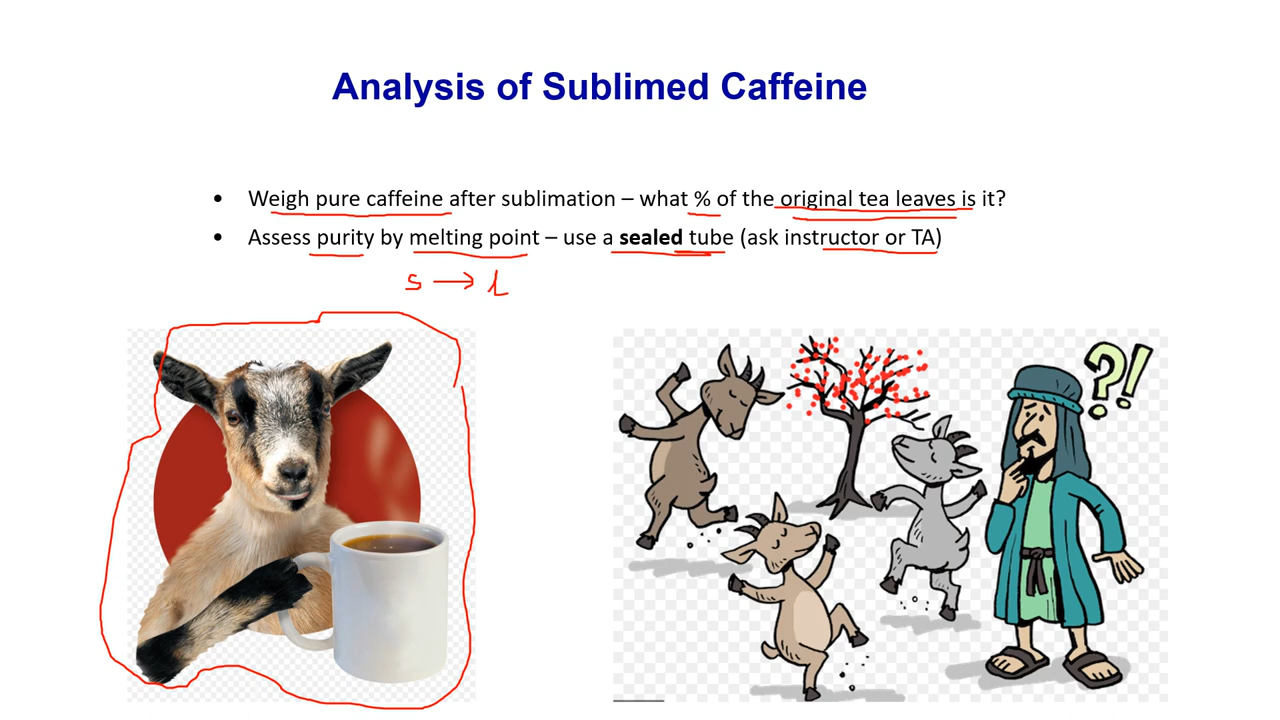 Analysis of Sublimed Caffeine
• Weigh pure caffeine after sublimation – what % of the original tea leaves is it?
• Assess purity by melting point – use a sealed tube (ask instructor or TA)
s → l
?!